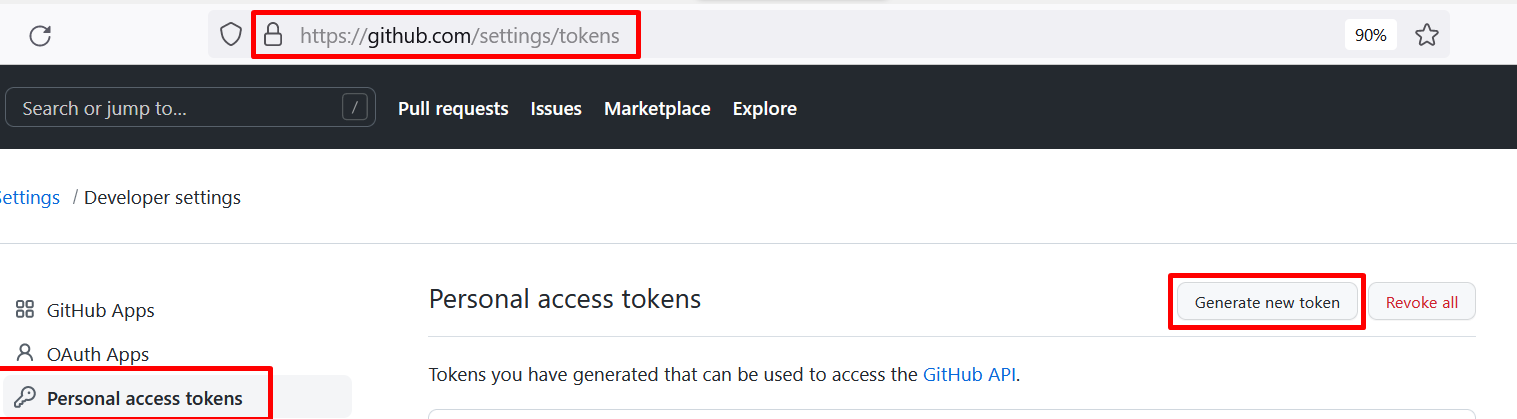 https://github.com/settings/tokens
90%
Search or jump to...
/
Pull requests Issues Marketplace Explore
ettings / Developer settings
GitHub Apps
OAuth Apps
Personal access tokens
Personal access tokens
Generate new token
Revoke all
Tokens you have generated that can be used to access the GitHub API.